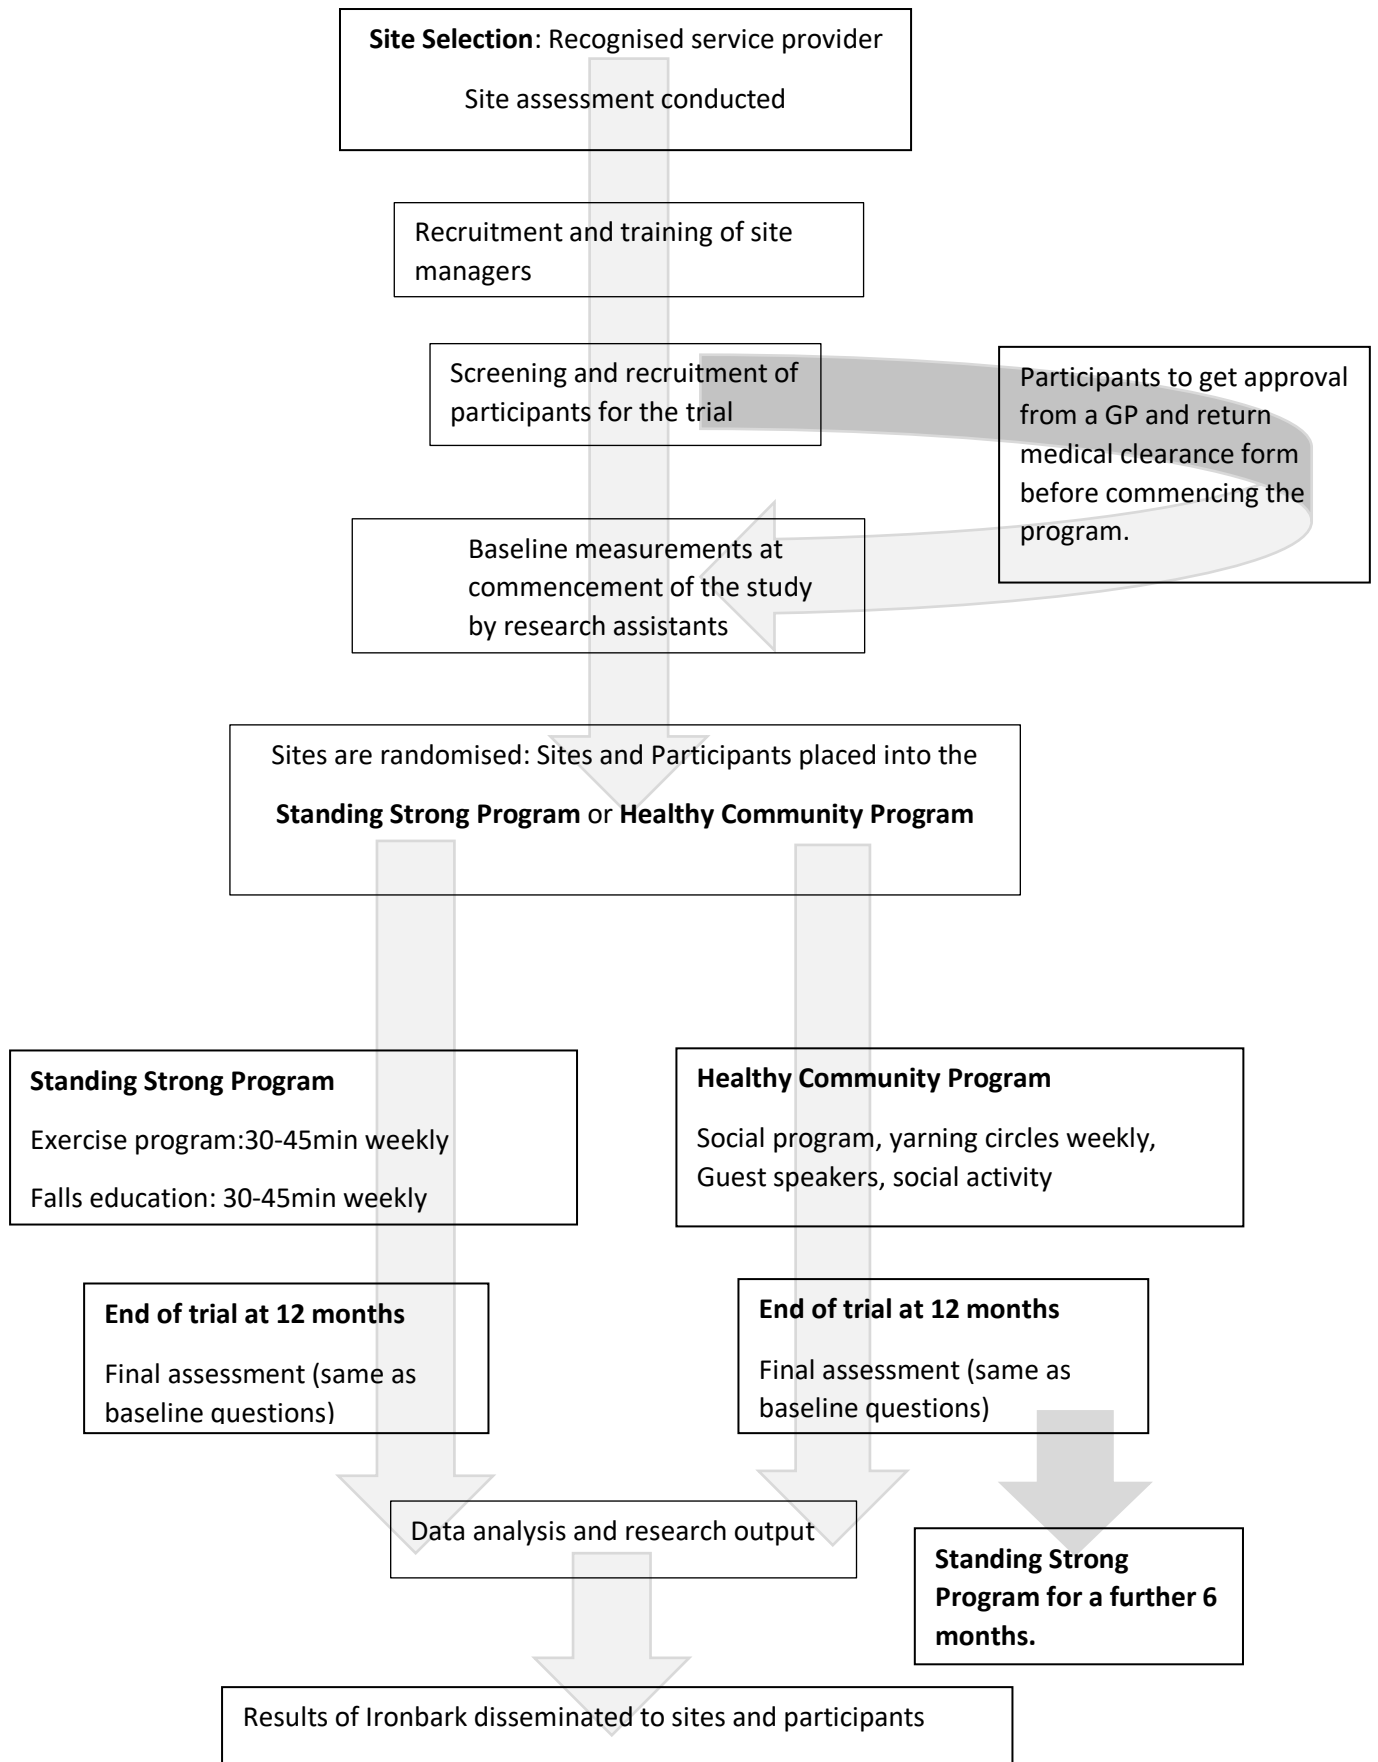 Site Selection: Recognised service provider
Site assessment conducted
Recruitment and training of site
managers
Screening and recruitment of
participants for the trial
Participants to get approval
from a GP and return
medical clearance form
before commencing the
program.
Baseline measurements at
commencement of the study
by research assistants
Sites are randomised: Sites and Participants placed into the
Standing Strong Program or Healthy Community Program
Standing Strong Program
Exercise program:30-45min weekly
Falls education: 30-45min weekly
Healthy Community Program
Social program, yarning circles weekly,
Guest speakers, social activity
End of trial at 12 months
Final assessment (same as
baseline questions)
End of trial at 12 months
Final assessment (same as
baseline questions)
Data analysis and research output
Standing Strong
Program for a further 6
months.
Results of Ironbark disseminated to sites and participants